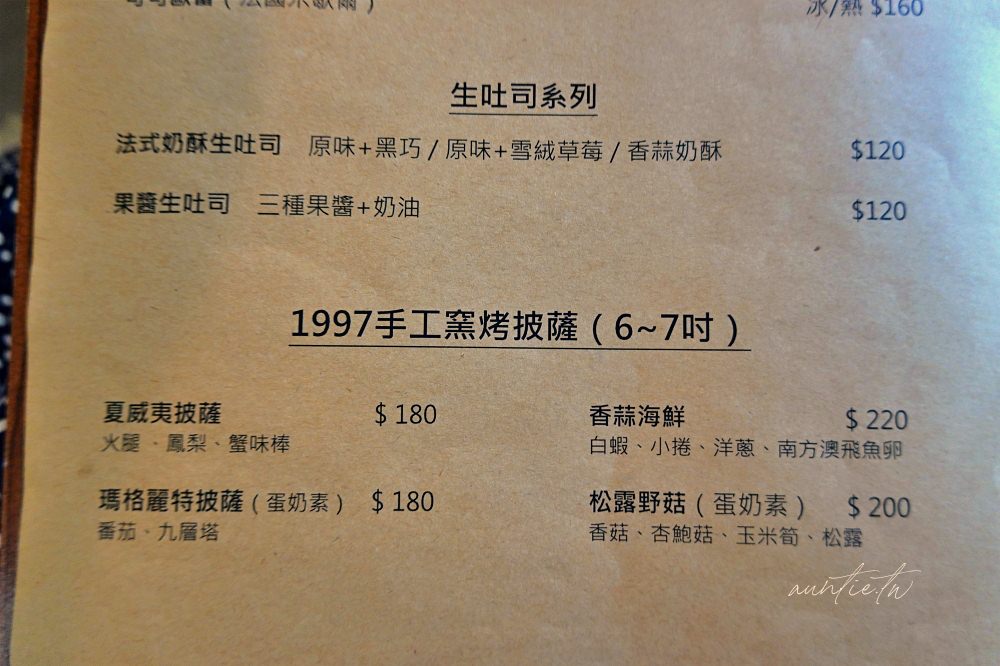 冰/熱 $160
生吐司系列
法式奶酥生吐司 原味+黑巧 / 原味+雪絨草莓 / 香蒜奶酥 $120
果醬生吐司 三種果醬+奶油 $120
1997手工窯烤披薩（6~7吋）
夏威夷披薩 $ 180
火腿、鳳梨、蟹味棒
香蒜海鮮 $ 220
白蝦、小捲、洋蔥、南方澳飛魚卵
瑪格麗特披薩（蛋奶素） $ 180
番茄、九層塔
松露野菇（蛋奶素） $ 200
香菇、杏鮑菇、玉米筍、松露
auntie.tw